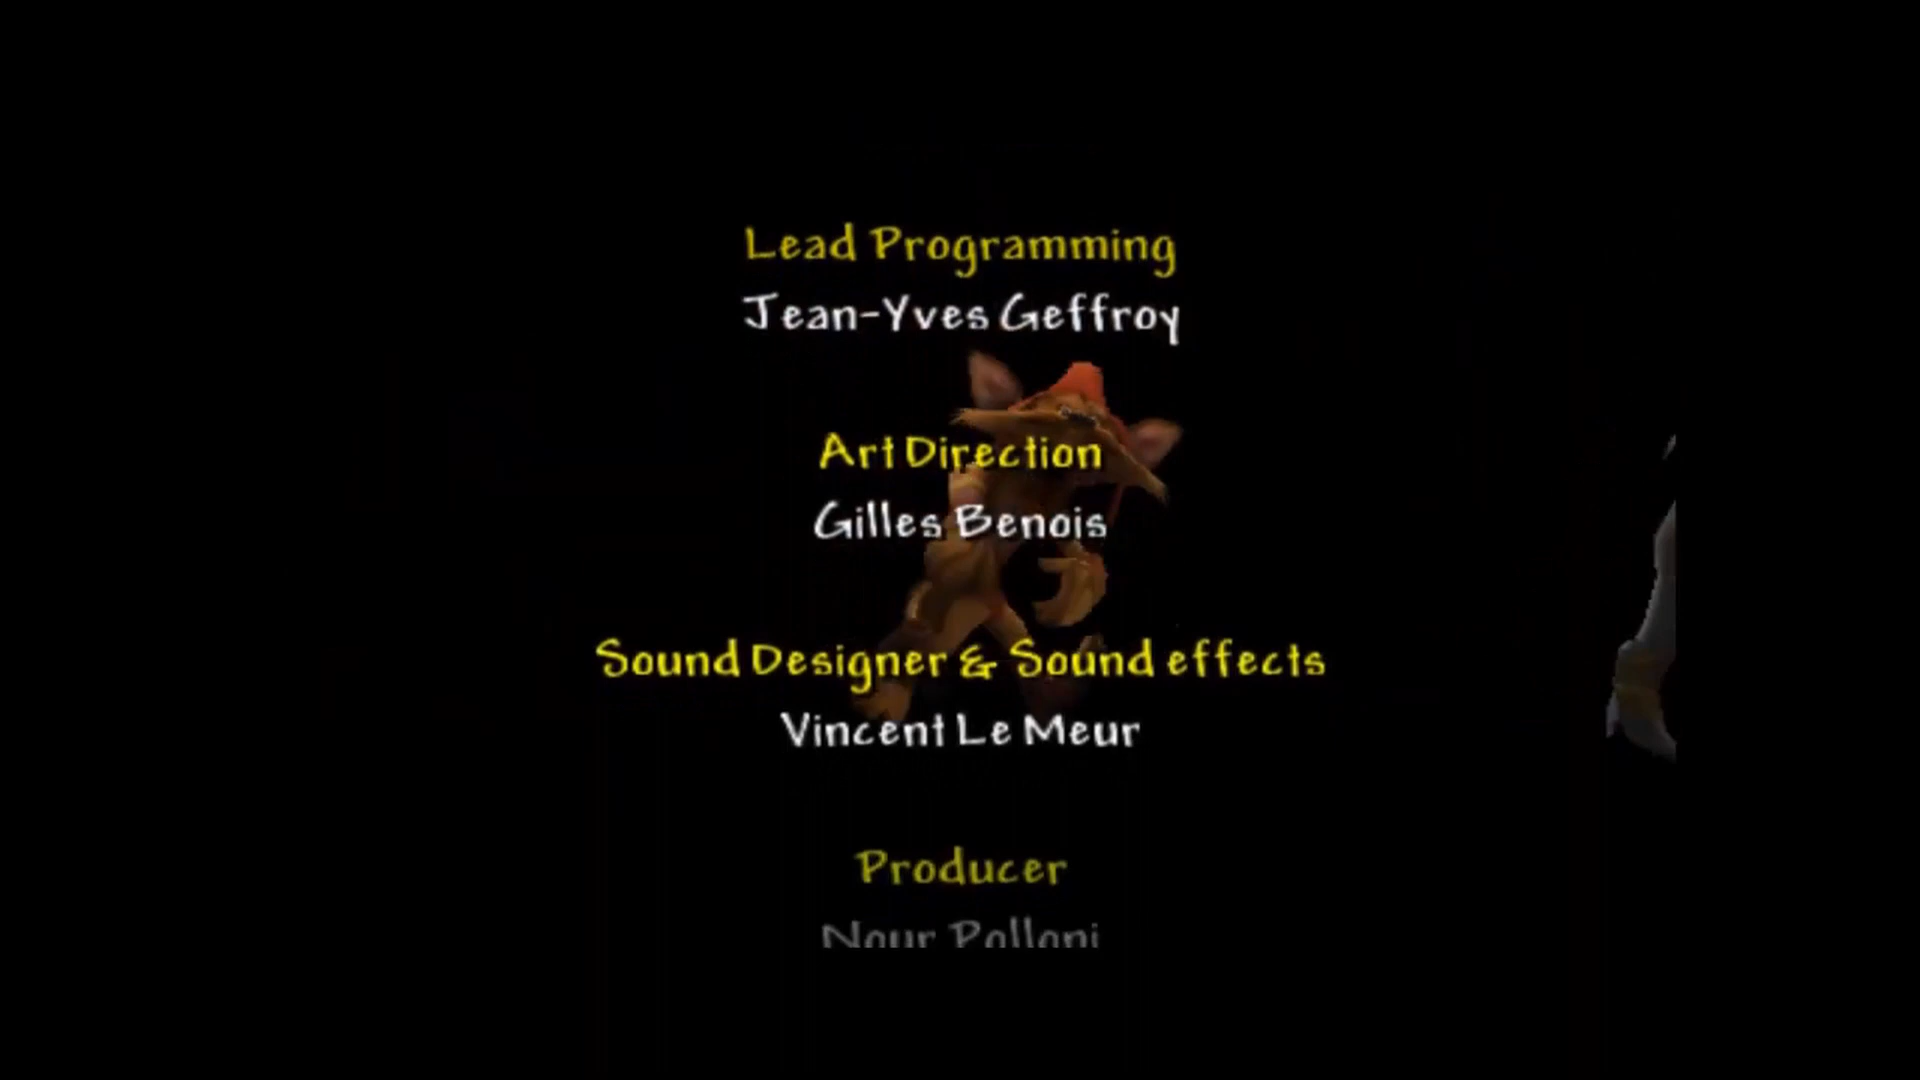 Lead Programming
Jean-Yves Geffroy
Art Direction
Gilles Benois
Sound Designer & Sound effects
Vincent Le Meur
Producer